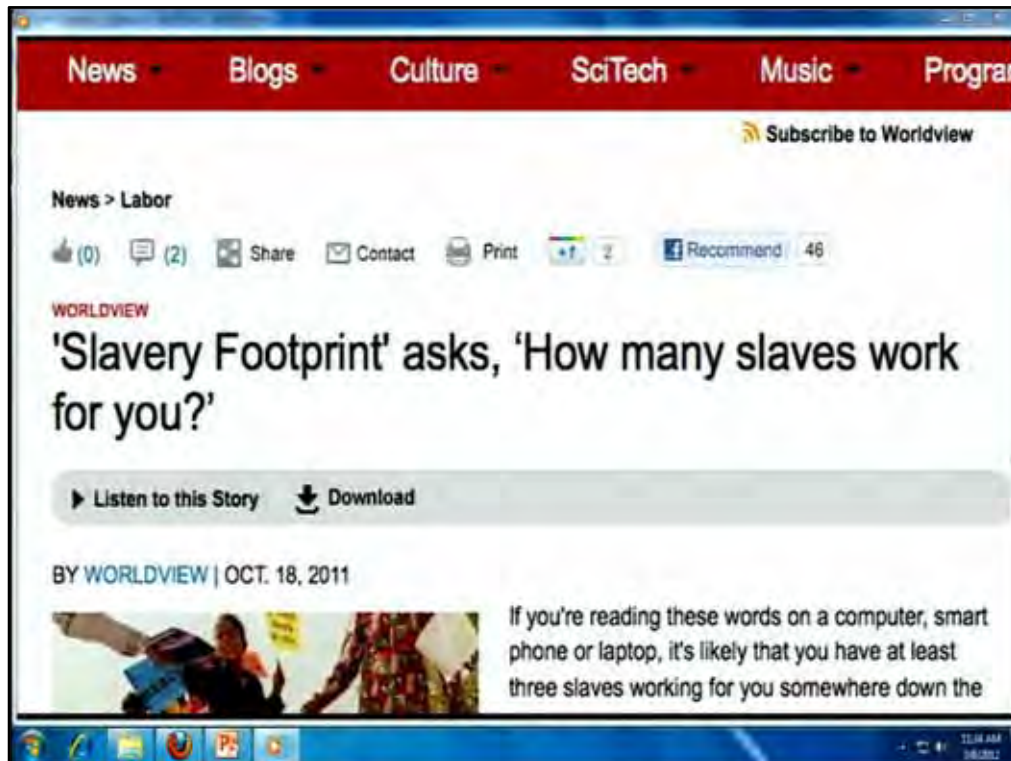 News Blogs Culture SciTech Music Progra
Subscribe to Worldview
News > Labor
(0) (2) Share Contact Print +1 2 Recommend 46
WORLDVIEW
'Slavery Footprint' asks, ‘How many slaves work
for you?’
Listen to this Story Download
BY WORLDVIEW | OCT. 18, 2011
If you're reading these words on a computer, smart
phone or laptop, it's likely that you have at least
three slaves working for you somewhere down the